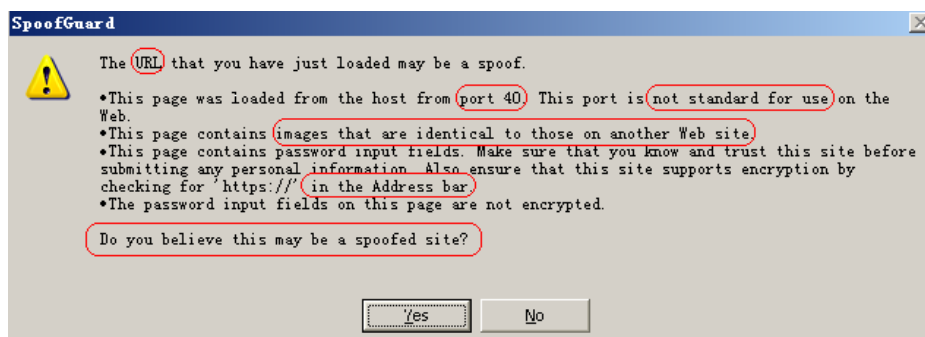 SpoofGuard
The URL that you have just loaded may be a spoof.
•This page was loaded from the host from port 40. This port is not standard for use on the
Web.
•This page contains images that are identical to those on another Web site.
•This page contains password input fields. Make sure that you know and trust this site before
submitting any personal information. Also ensure that this site supports encryption by
checking for 'https://' in the Address bar.
•The password input fields on this page are not encrypted.
Do you believe this may be a spoofed site?
Yes No